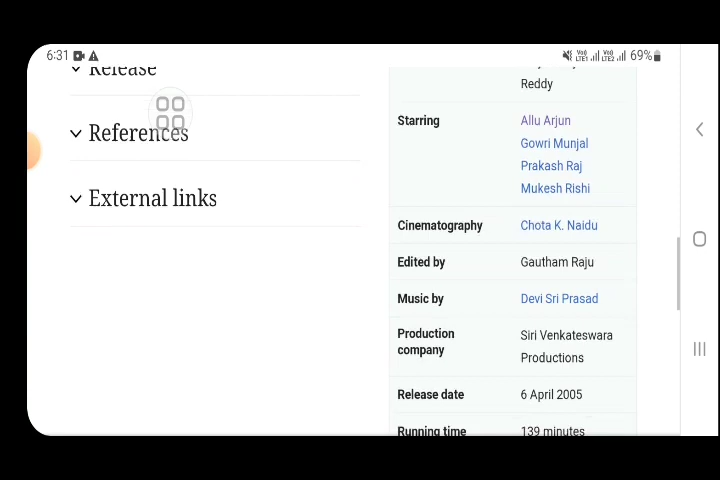 6:31
69%
Release
References
External links
Reddy
Starring
Allu Arjun
Gowri Munjal
Prakash Raj
Mukesh Rishi
Cinematography
Chota K. Naidu
Edited by
Gautham Raju
Music by
Devi Sri Prasad
Production
company
Siri Venkateswara
Productions
Release date
6 April 2005
Running time
139 minutes